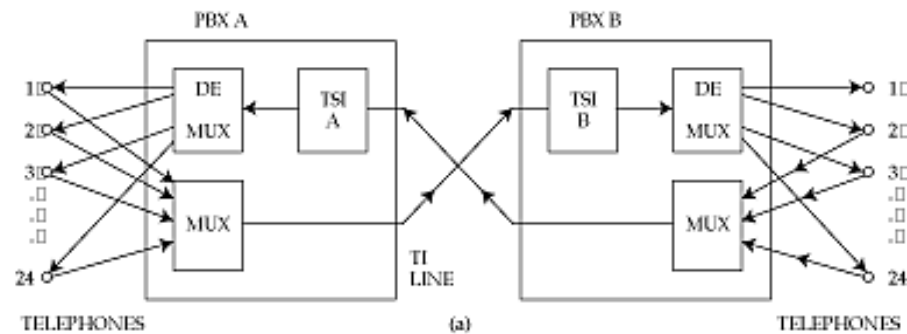 PBX A
PBX B
1
2
3
24
DE
MUX
TSI
A
MUX
TI
LINE
TSI
B
DE
MUX
MUX
1
2
3
24
TELEPHONES
(a)
TELEPHONES